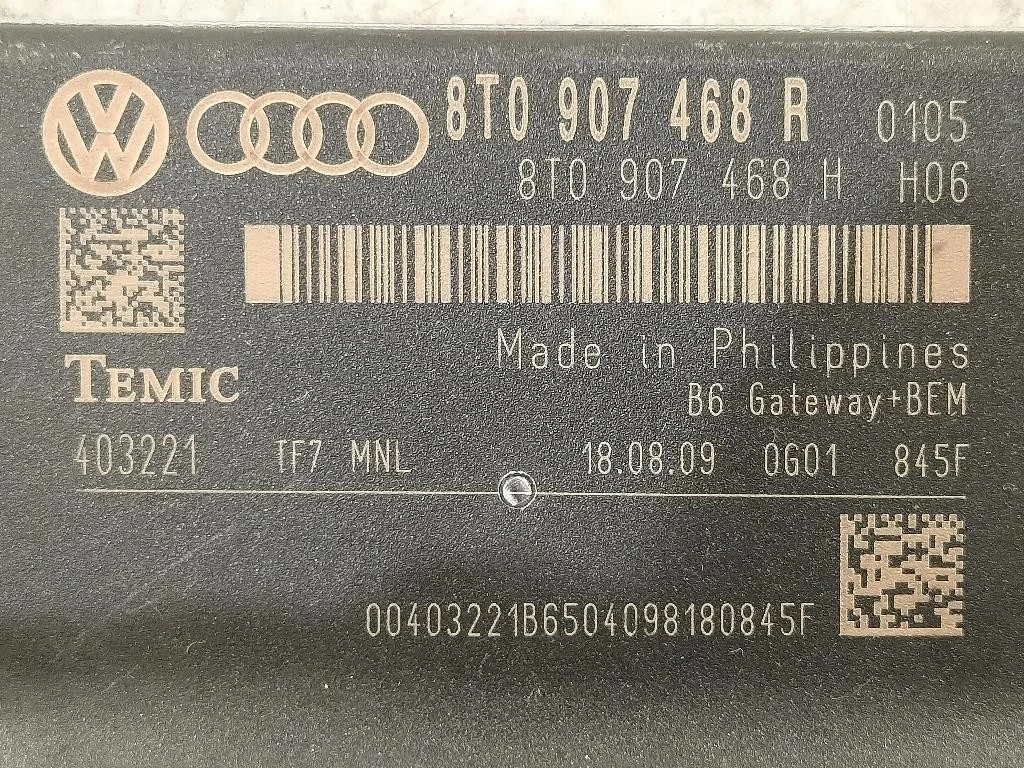 8T0 907 468 R 0105
8T0 907 468 H H06
Made in Philippines
TEMIC
B6 Gateway+BEM
403221 TF7 MNL 18.08.09 0G01 845F
00403221B6504098180845F